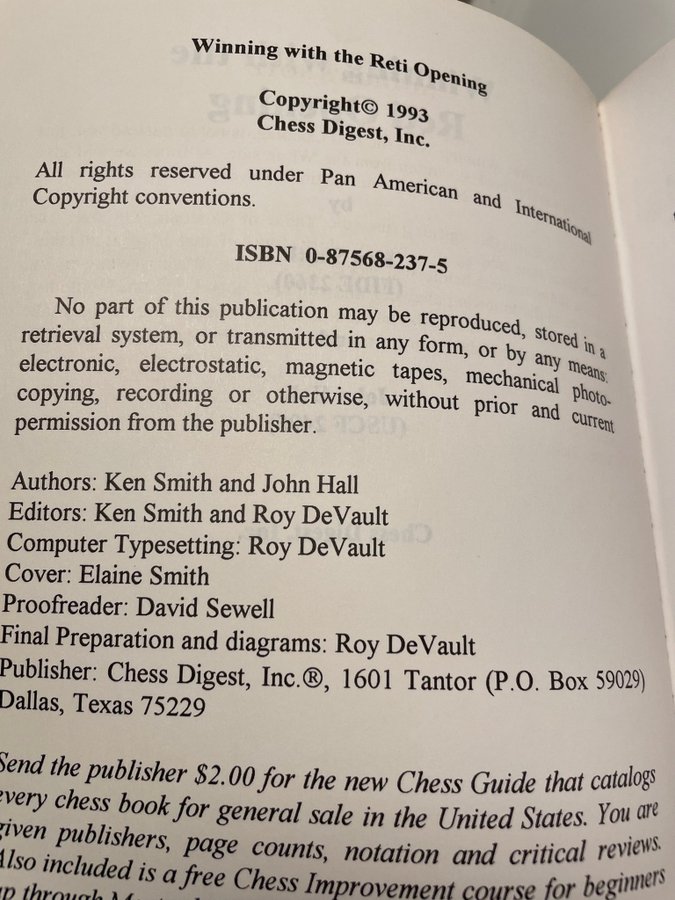 Winning with the Reti Opening
Copyright© 1993
Chess Digest, Inc.
All rights reserved under Pan American and International
Copyright conventions.
ISBN 0-87568-237-5
No part of this publication may be reproduced, stored in a
retrieval system, or transmitted in any form, or by any means:
electronic, electrostatic, magnetic tapes, mechanical photo-
copying, recording or otherwise, without prior and current
permission from the publisher.
Authors: Ken Smith and John Hall
Editors: Ken Smith and Roy DeVault
Computer Typesetting: Roy DeVault
Cover: Elaine Smith
Proofreader: David Sewell
Final Preparation and diagrams: Roy DeVault
Publisher: Chess Digest, Inc.®, 1601 Tantor (P.O. Box 59029)
Dallas, Texas 75229
Send the publisher $2.00 for the new Chess Guide that catalogs
every chess book for general sale in the United States. You are
given publishers, page counts, notation and critical reviews.
Also included is a free Chess Improvement course for beginners
up through